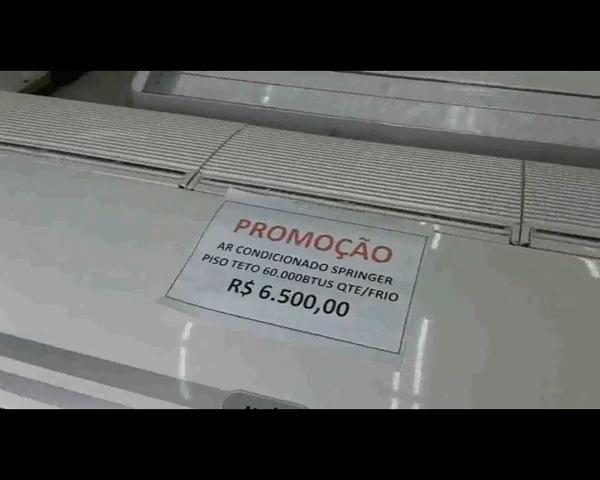 PROMOÇÃO
AR CONDICIONADO SPRINGER
PISO TETO 60.000BTUS QTE/FRIO
R$ 6.500,00